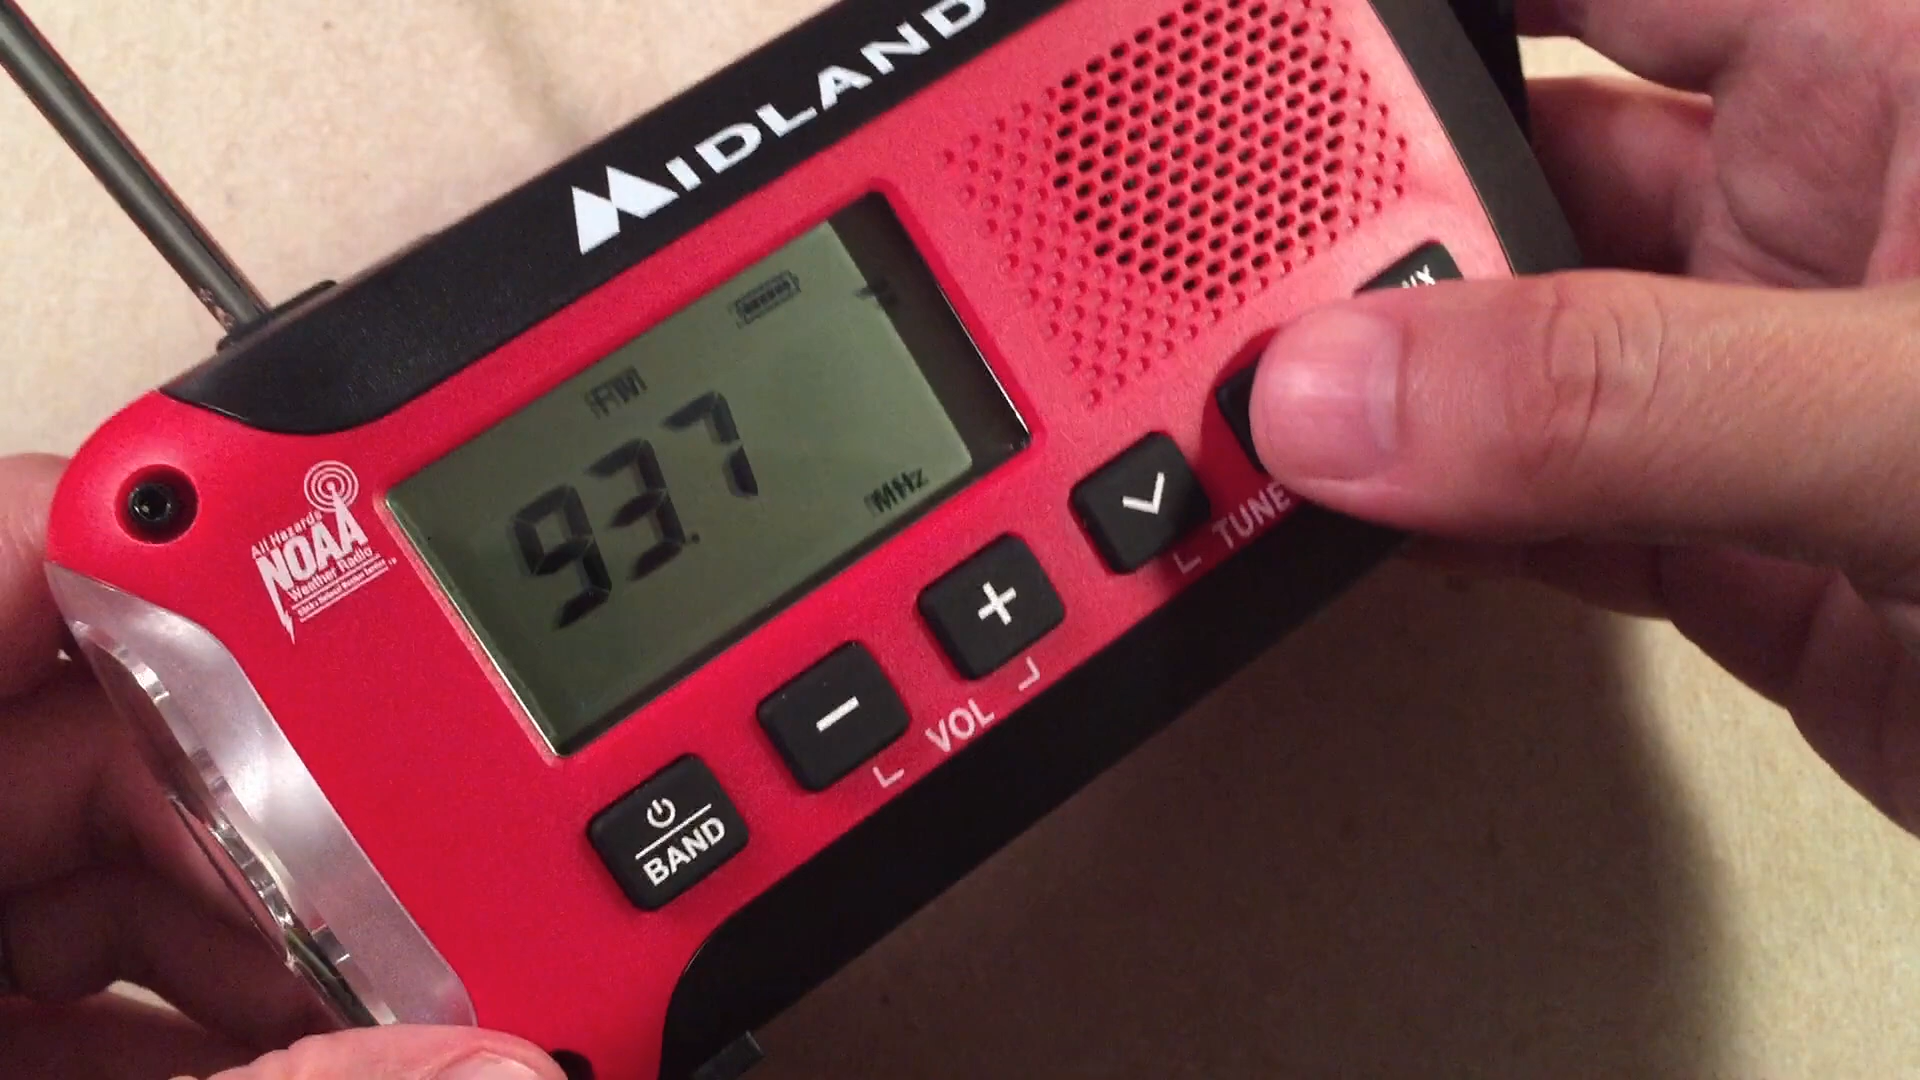 MIDLAND
FM
93.7
MHz
All Hazards
NOAA
Weather Radio
TUNE
VOL
BAND